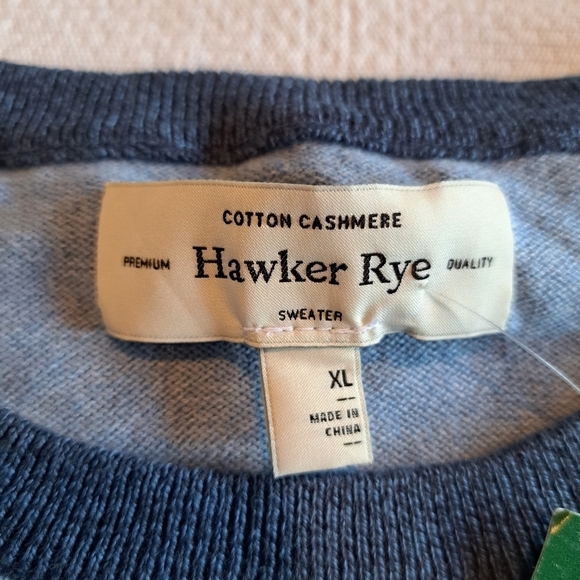 COTTON CASHMERE
PREMIUM Hawker Rye QUALITY
SWEATER
XL
MADE IN
CHINA